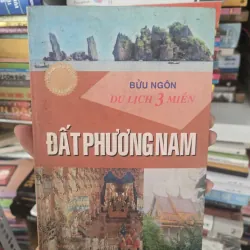 BỬU NGÔN
DU LỊCH 3 MIỀN
ĐẤT PHƯƠNG NAM